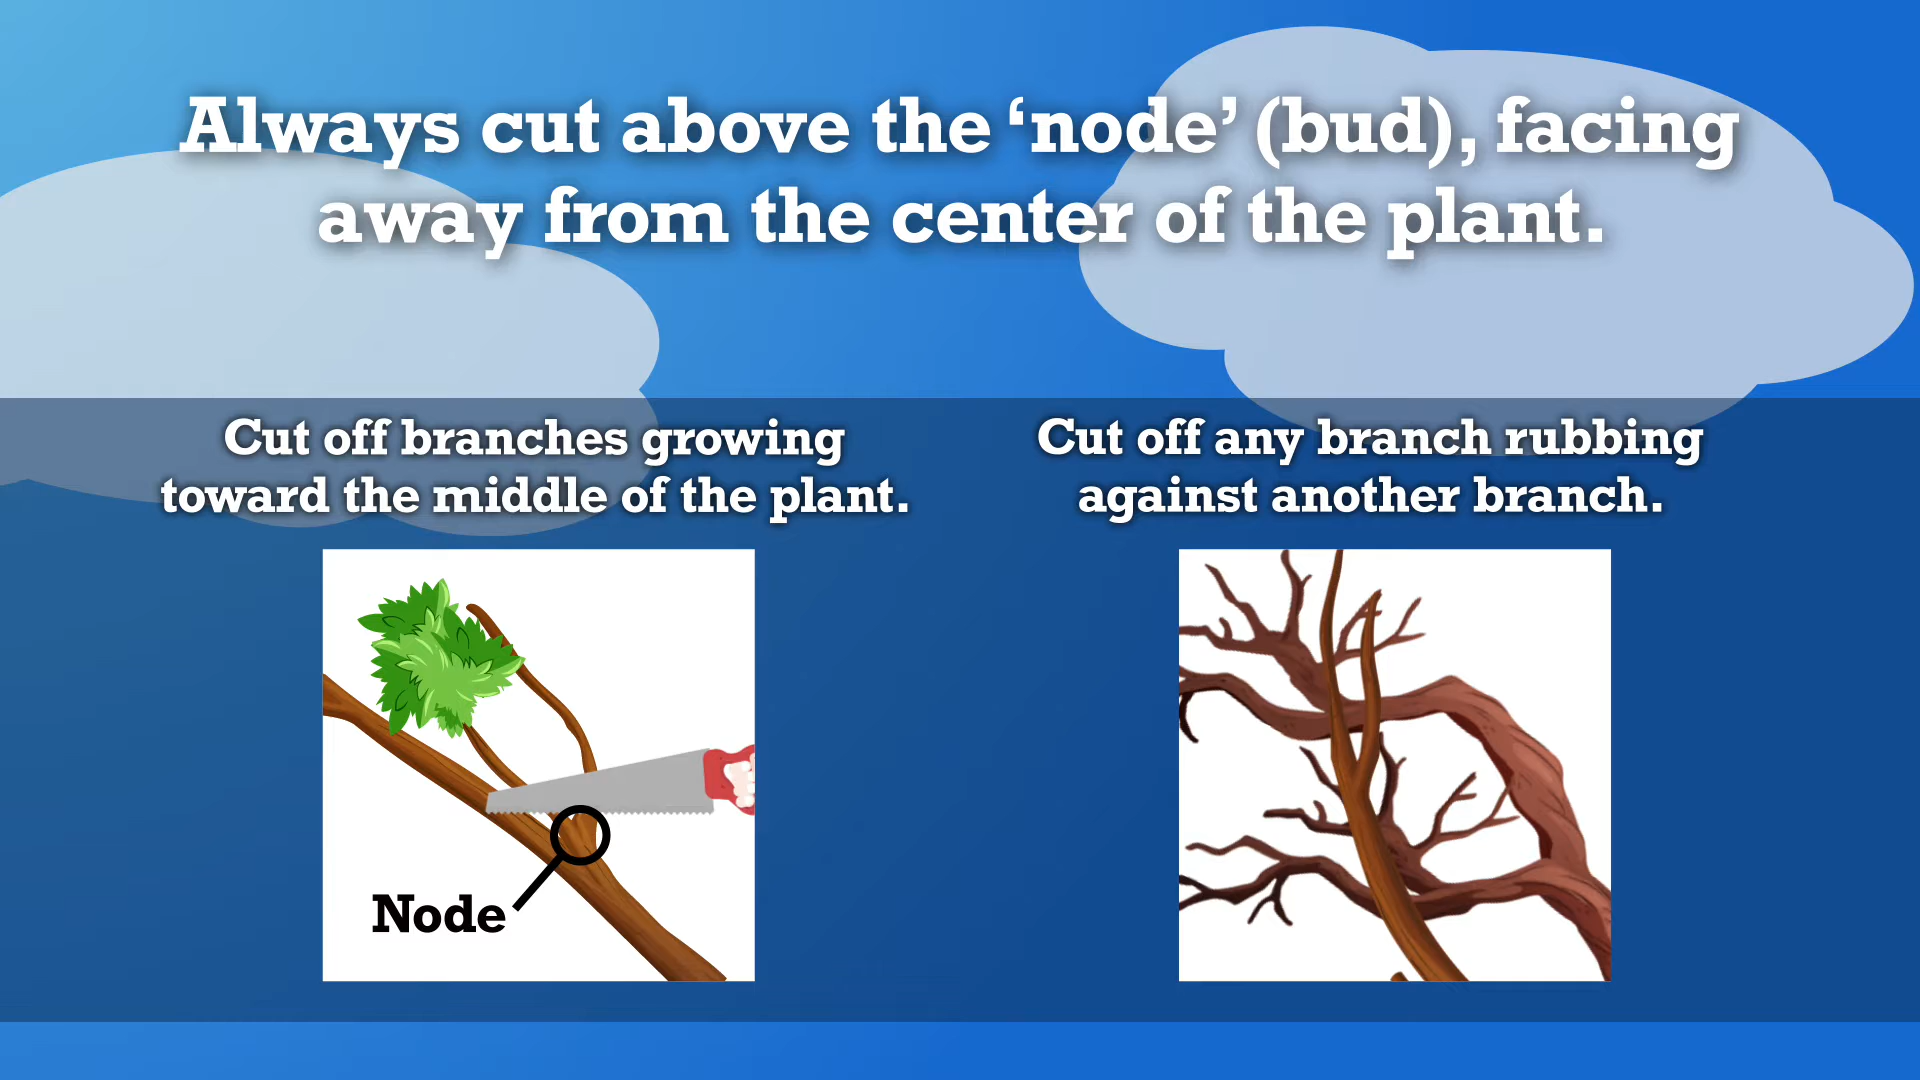 Always cut above the ‘node’ (bud), facing
away from the center of the plant.
Cut off branches growing
toward the middle of the plant.
Cut off any branch rubbing
against another branch.
Node